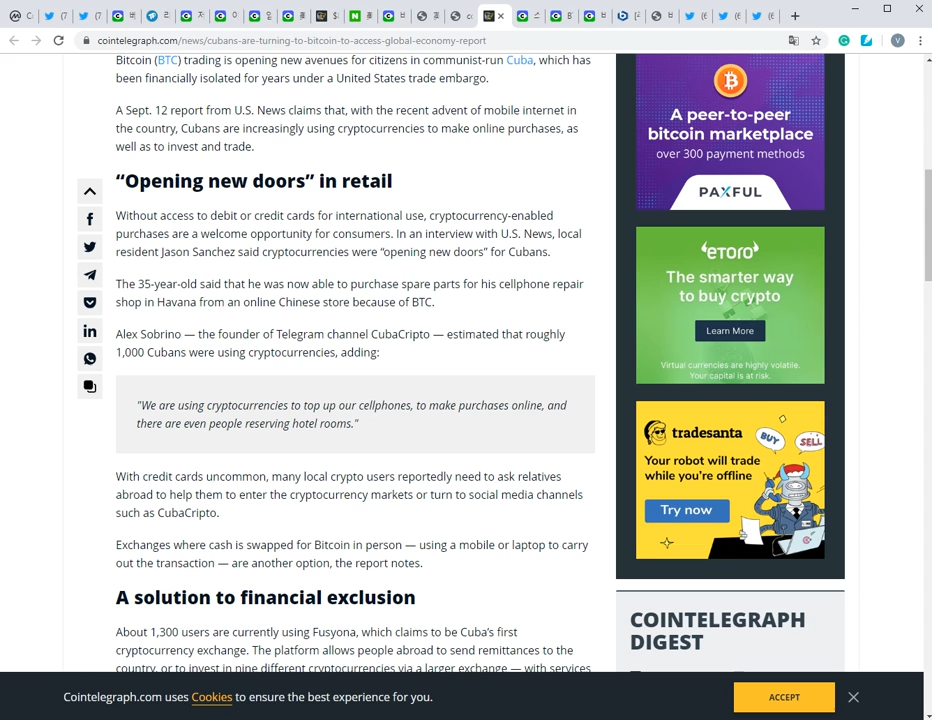 cointelegraph.com/news/cubans-are-turning-to-bitcoin-to-access-global-economy-report
Bitcoin (BTC) trading is opening new avenues for citizens in communist-run Cuba, which has
been financially isolated for years under a United States trade embargo.
A Sept. 12 report from U.S. News claims that, with the recent advent of mobile internet in
the country, Cubans are increasingly using cryptocurrencies to make online purchases, as
well as to invest and trade.
“Opening new doors” in retail
Without access to debit or credit cards for international use, cryptocurrency-enabled
purchases are a welcome opportunity for consumers. In an interview with U.S. News, local
resident Jason Sanchez said cryptocurrencies were “opening new doors” for Cubans.
The 35-year-old said that he was now able to purchase spare parts for his cellphone repair
shop in Havana from an online Chinese store because of BTC.
Alex Sobrino — the founder of Telegram channel CubaCripto — estimated that roughly
1,000 Cubans were using cryptocurrencies, adding:
"We are using cryptocurrencies to top up our cellphones, to make purchases online, and
there are even people reserving hotel rooms."
With credit cards uncommon, many local crypto users reportedly need to ask relatives
abroad to help them to enter the cryptocurrency markets or turn to social media channels
such as CubaCripto.
Exchanges where cash is swapped for Bitcoin in person — using a mobile or laptop to carry
out the transaction — are another option, the report notes.
A solution to financial exclusion
About 1,300 users are currently using Fusyona, which claims to be Cuba’s first
cryptocurrency exchange. The platform allows people abroad to send remittances to the
country, or to invest in nine different cryptocurrencies via a larger exchange — with services
A peer-to-peer
bitcoin marketplace
over 300 payment methods
PAXFUL
eToro
The smarter way
to buy crypto
Learn More
Virtual currencies are highly volatile.
Your capital is at risk.
tradesanta
BUY
SELL
Your robot will trade
while you’re offline
Try now
COINTELEGRAPH
DIGEST
Cointelegraph.com uses Cookies to ensure the best experience for you.
ACCEPT